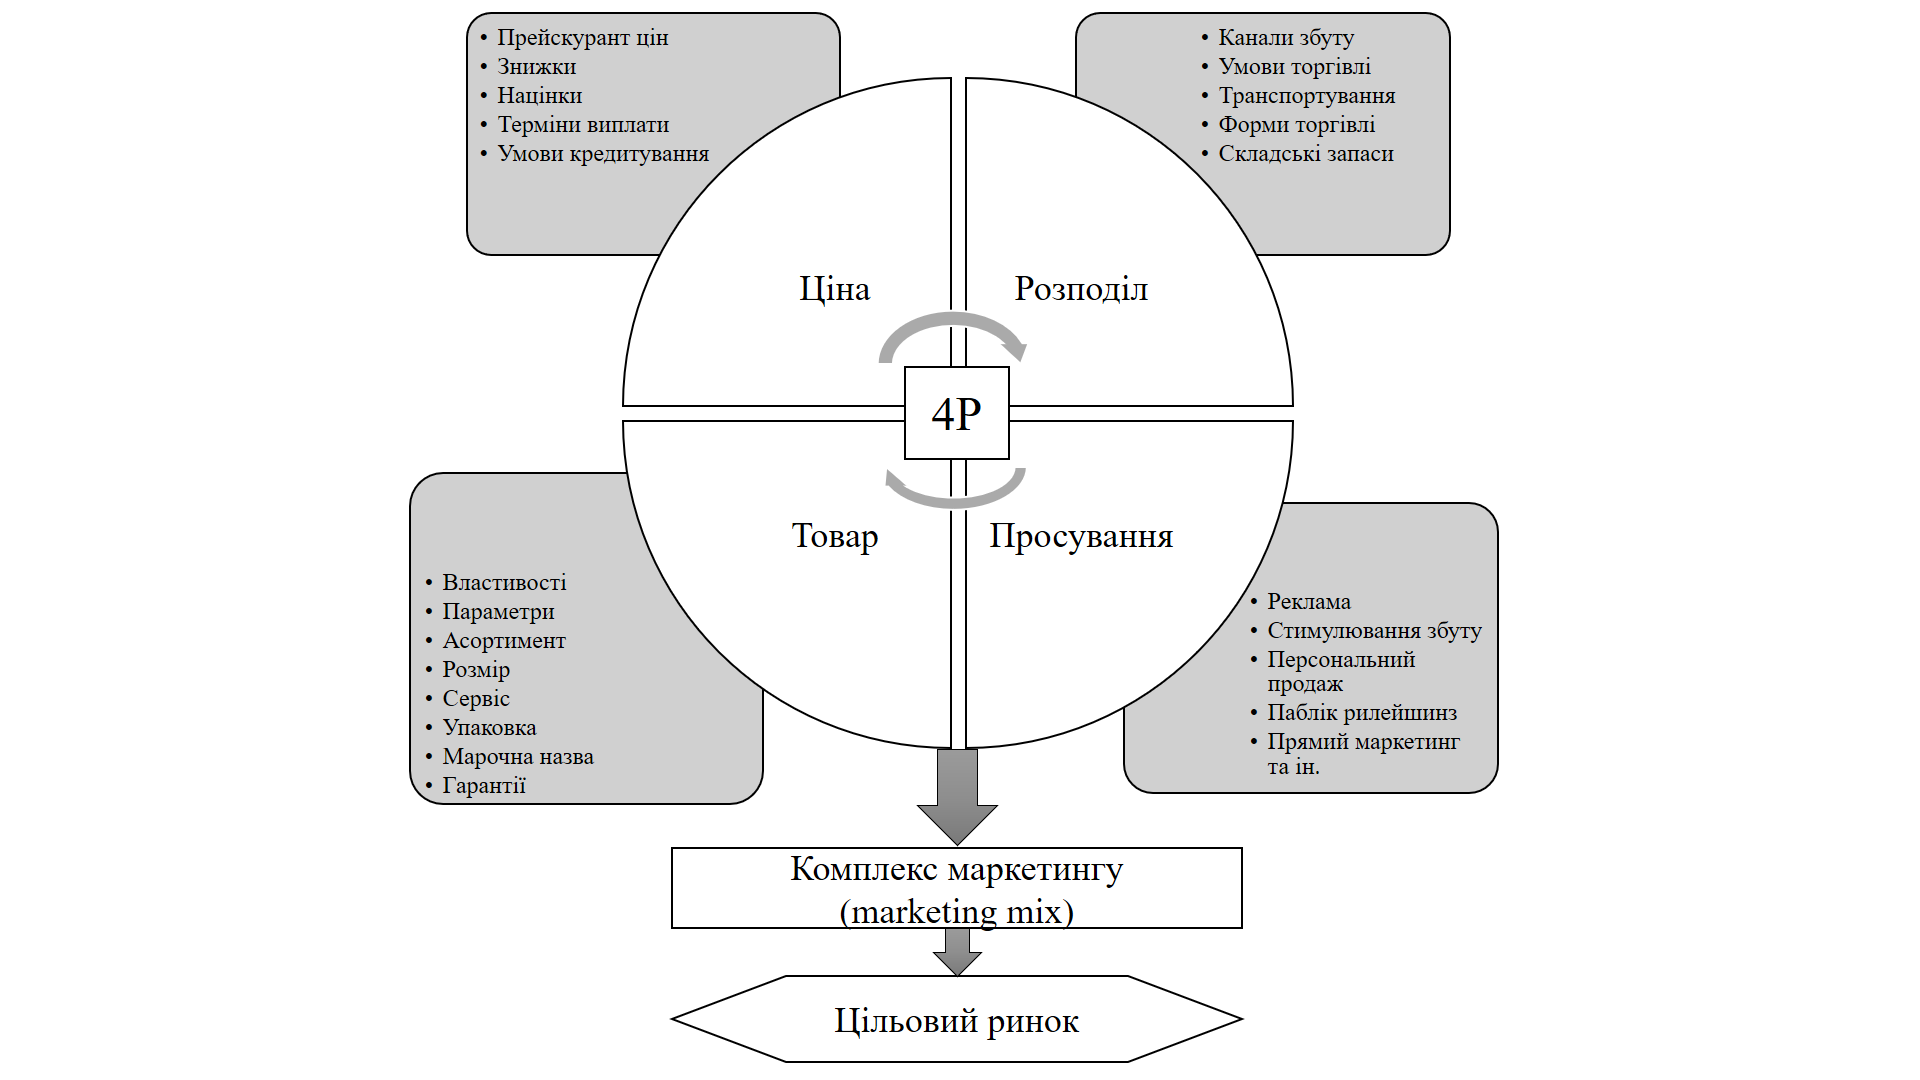 • Прейскурант цін
• Знижки
• Націнки
• Терміни виплати
• Умови кредитування
• Канали збуту
• Умови торгівлі
• Транспортування
• Форми торгівлі
• Складські запаси
Ціна
Розподіл
4Р
Товар
Просування
• Властивості
• Параметри
• Асортимент
• Розмір
• Сервіс
• Упаковка
• Марочна назва
• Гарантії
• Реклама
• Стимулювання збуту
• Персональний
продаж
• Паблік рилейшинз
• Прямий маркетинг
та ін.
Комплекс маркетингу
(marketing mix)
Цільовий ринок